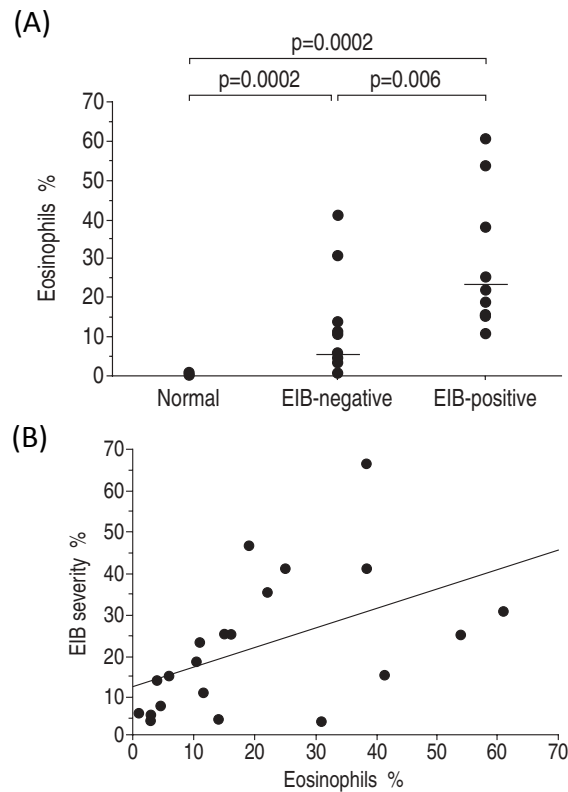 (A)
p=0.0002
p=0.0002 p=0.006
70
60
50
40
30
20
10
0
Eosinophils %
Normal EIB-negative EIB-positive
(B)
70
60
50
40
30
20
10
0
EIB severity %
0 10 20 30 40 50 60 70
Eosinophils %